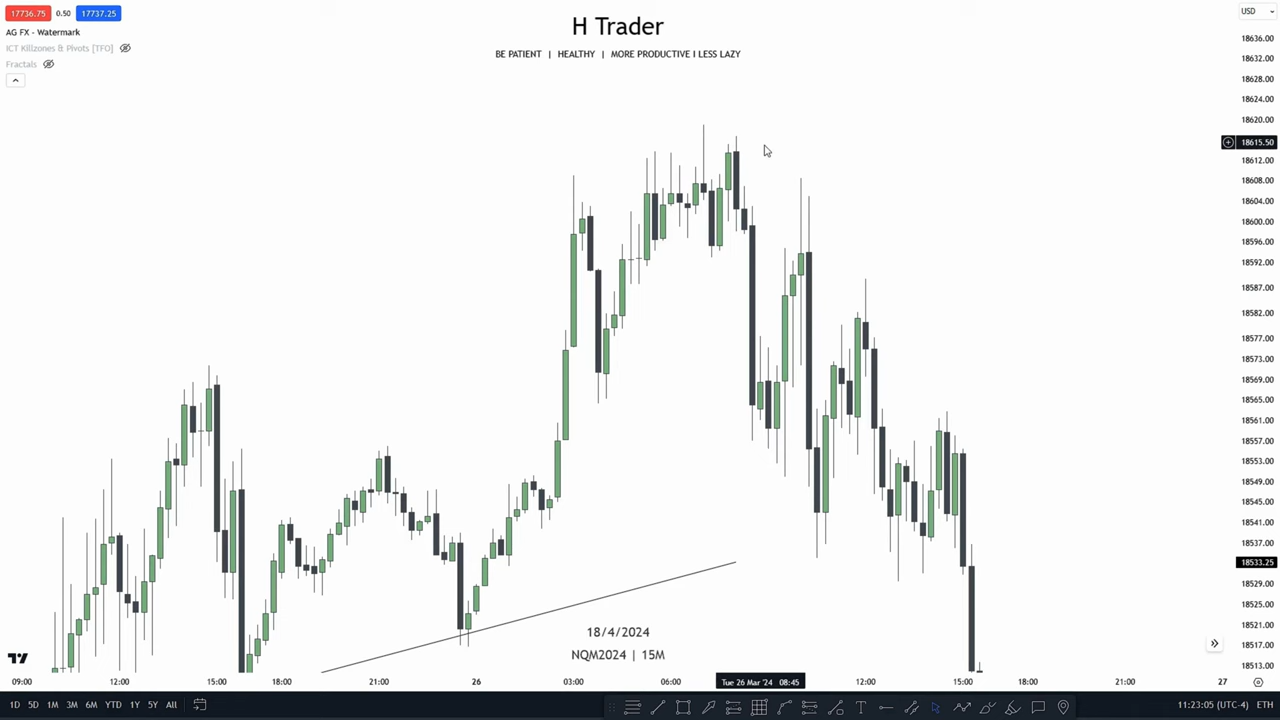 17736.75 0.50 17737.25
AG FX - Watermark
ICT Killzones & Pivots [TFO]
Fractals
H Trader
BE PATIENT | HEALTHY | MORE PRODUCTIVE I LESS LAZY
USD
18636.00
18632.00
18628.00
18624.00
18620.00
18615.50
18612.00
18608.00
18604.00
18600.00
18596.00
18592.00
18587.00
18582.00
18577.00
18573.00
18569.00
18565.00
18561.00
18557.00
18553.00
18549.00
18545.00
18541.00
18537.00
18533.25
18529.00
18525.00
18521.00
18517.00
18513.00
18/4/2024
NQM2024 | 15M
09:00 12:00 15:00 18:00 21:00 26 03:00 06:00 Tue 26 Mar '24 08:45 12:00 15:00 18:00 21:00 27
1D 5D 1M 3M 6M YTD 1Y 5Y All
11:23:05 (UTC-4) ETH